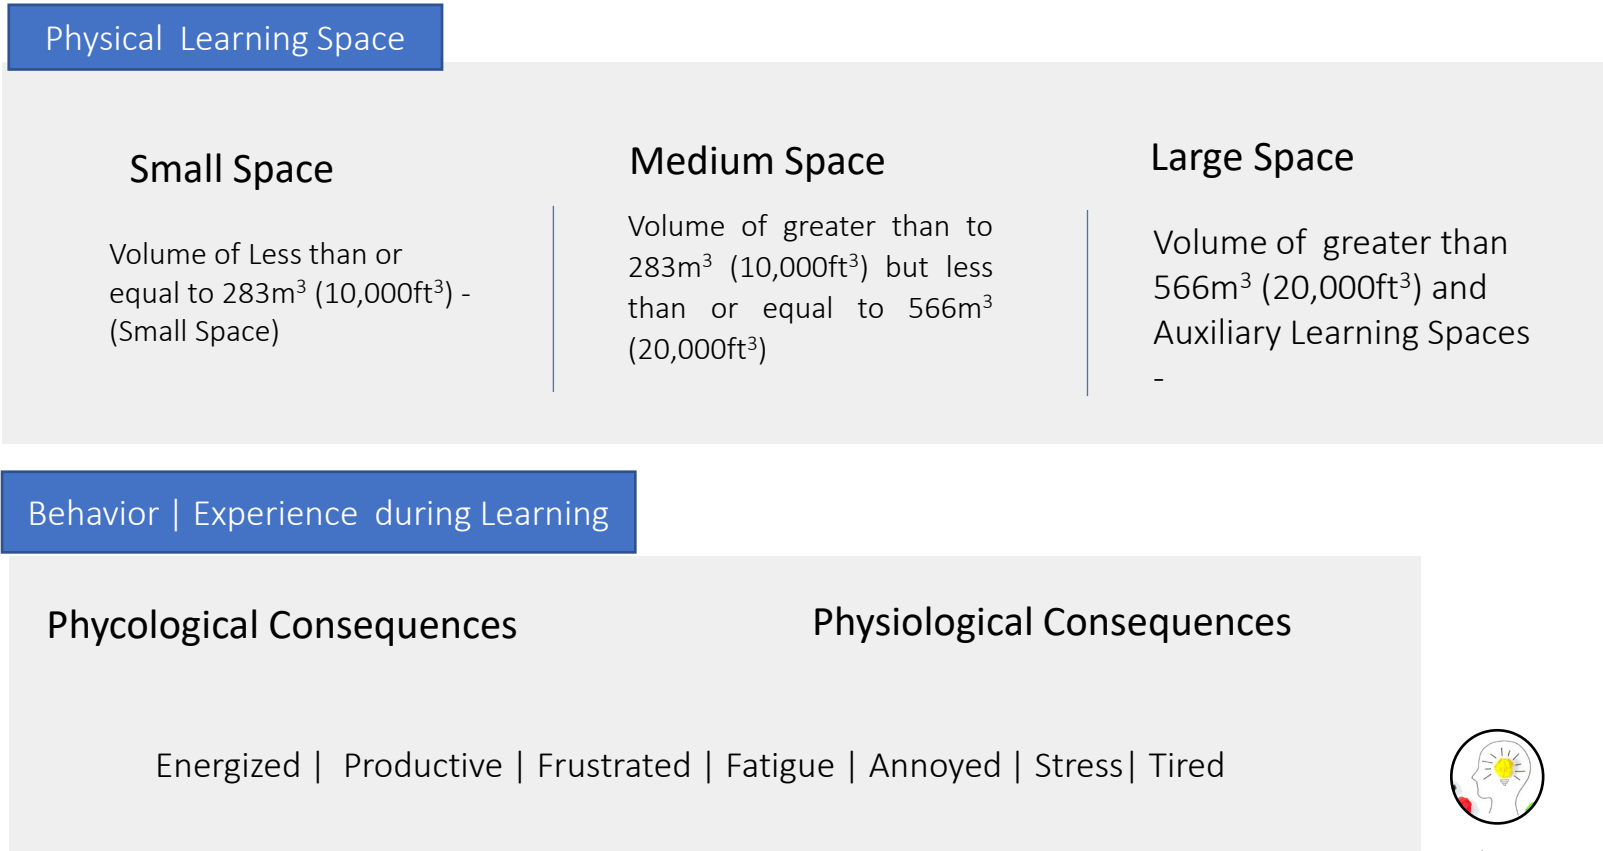 Physical Learning Space
Small Space
Volume of Less than or
equal to 283m³ (10,000ft³) -
(Small Space)
Medium Space
Volume of greater than to
283m³ (10,000ft³) but less
than or equal to 566m³
(20,000ft³)
Large Space
Volume of greater than
566m³ (20,000ft³) and
Auxiliary Learning Spaces
-
Behavior | Experience during Learning
Phycological Consequences
Physiological Consequences
Energized | Productive | Frustrated | Fatigue | Annoyed | Stress| Tired